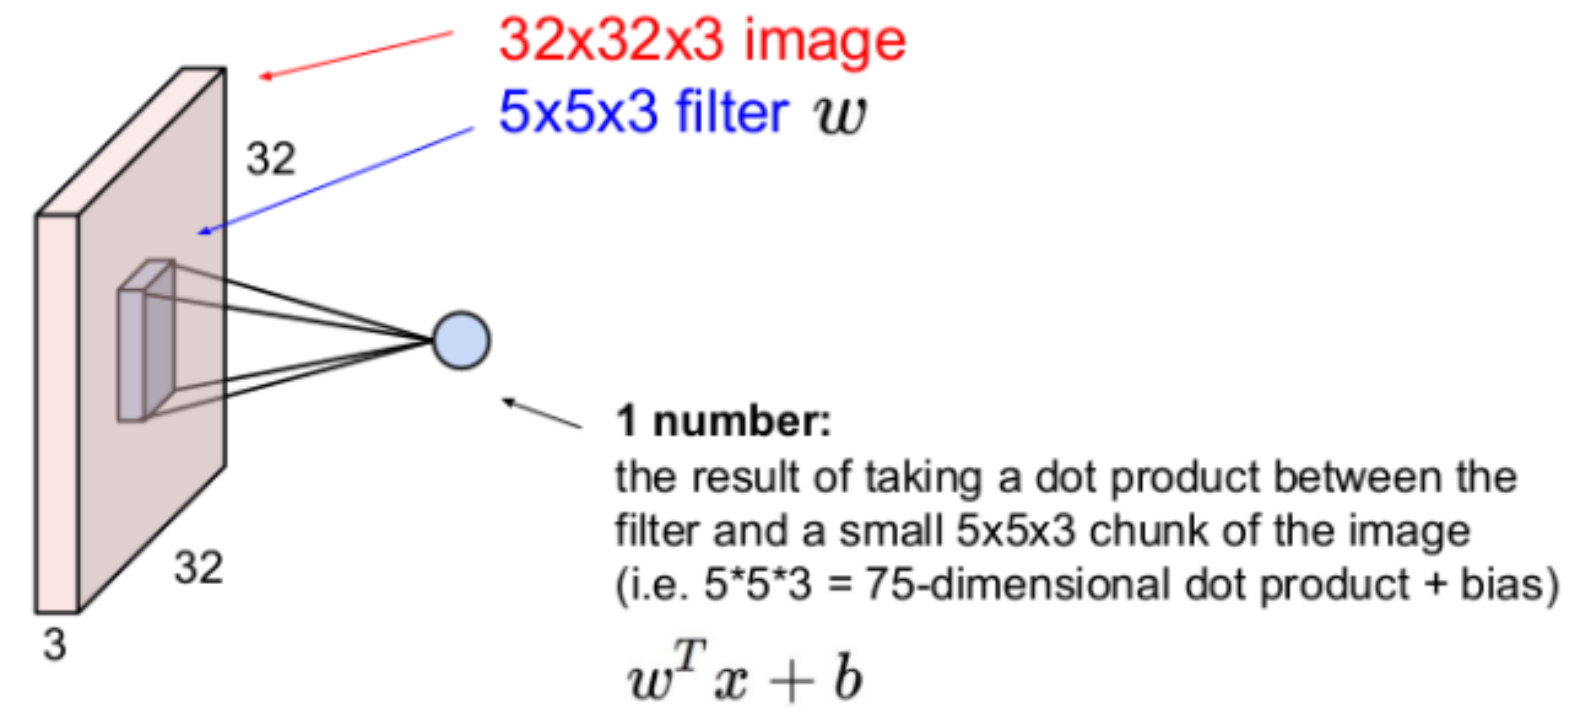 32x32x3 image
5x5x3 filter w
32
32
3
1 number:
the result of taking a dot product between the
filter and a small 5x5x3 chunk of the image
(i.e. 5*5*3 = 75-dimensional dot product + bias)
w^T x + b